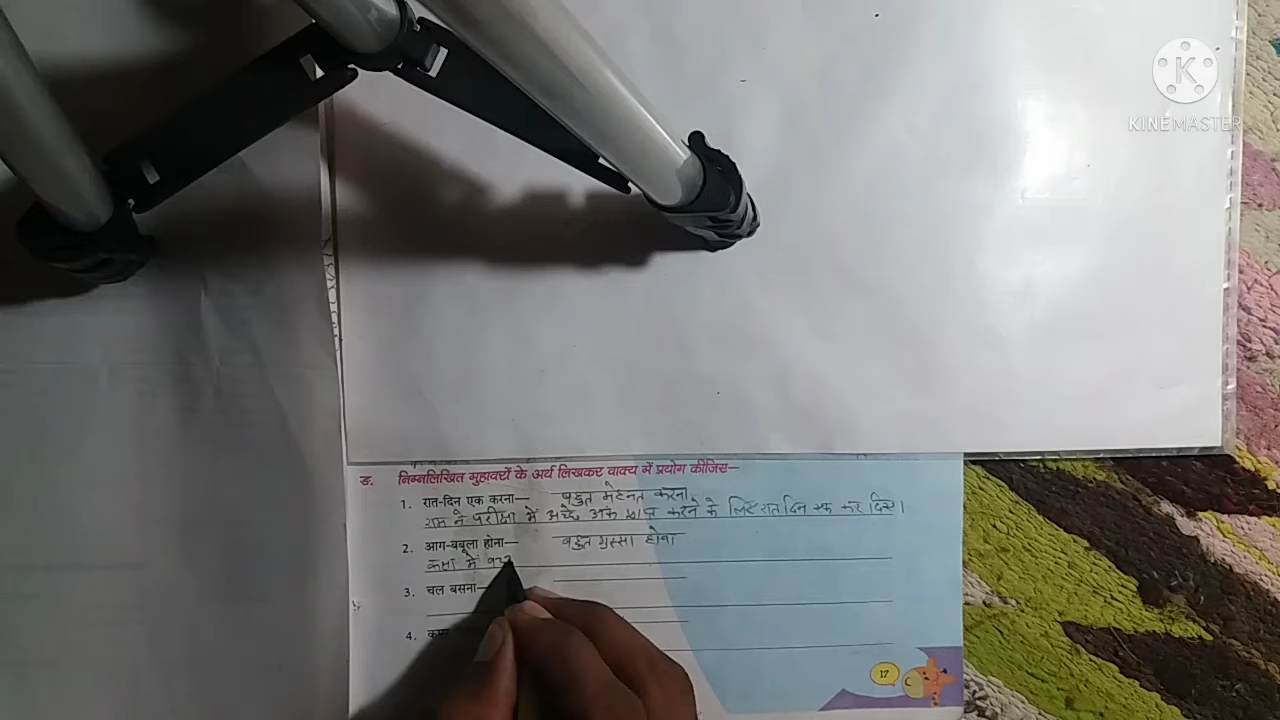 KINEMASTER
ङ. निम्नलिखित मुहावरों के अर्थ लिखकर वाक्य में प्रयोग कीजिए—
1. रात-दिन एक करना— बहुत मेहनत करना
राम ने परीक्षा में अच्छे अंक प्राप्त करने के लिए रात दिन एक कर दिए।
2. आग-बबूला होना— बहुत गुस्सा होना
कक्षा में
3. चल बसना—
4.
17